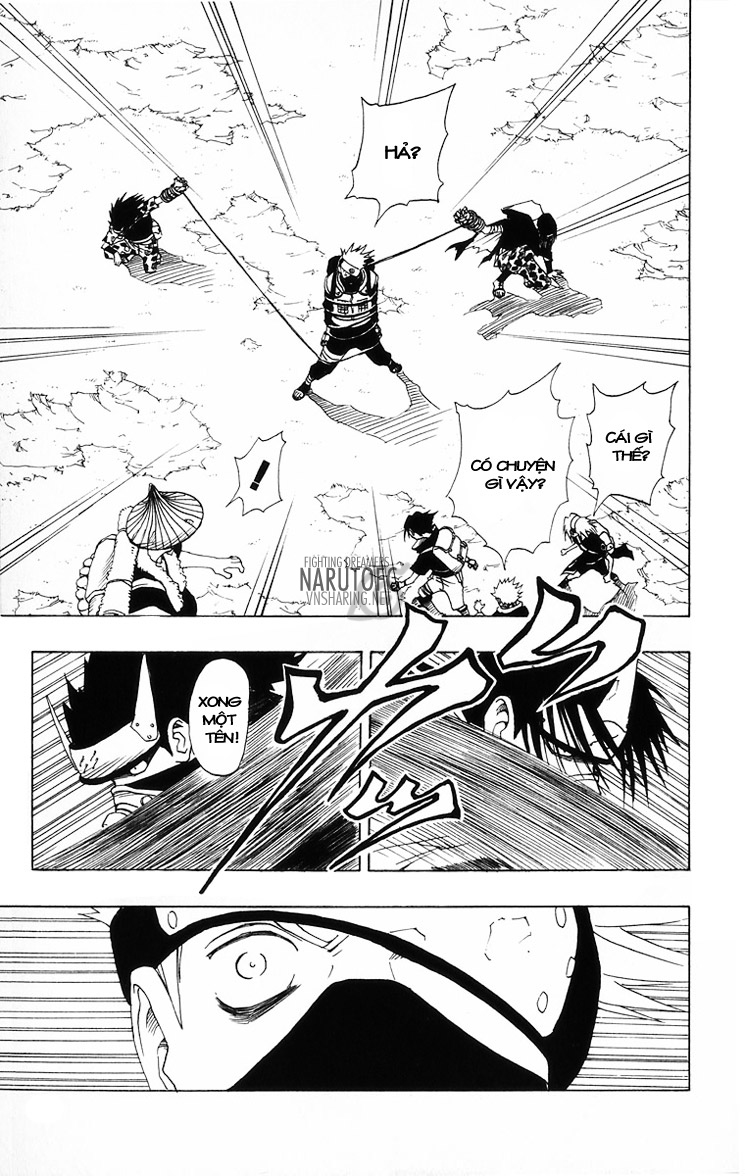 HẢ?
CÁI GÌ
THẾ?
CÓ CHUYỆN
GÌ VẬY?
!
FIGHTING DREAMERS
NARUTOFC
VNSHARING.NET
XONG
MỘT
TÊN!